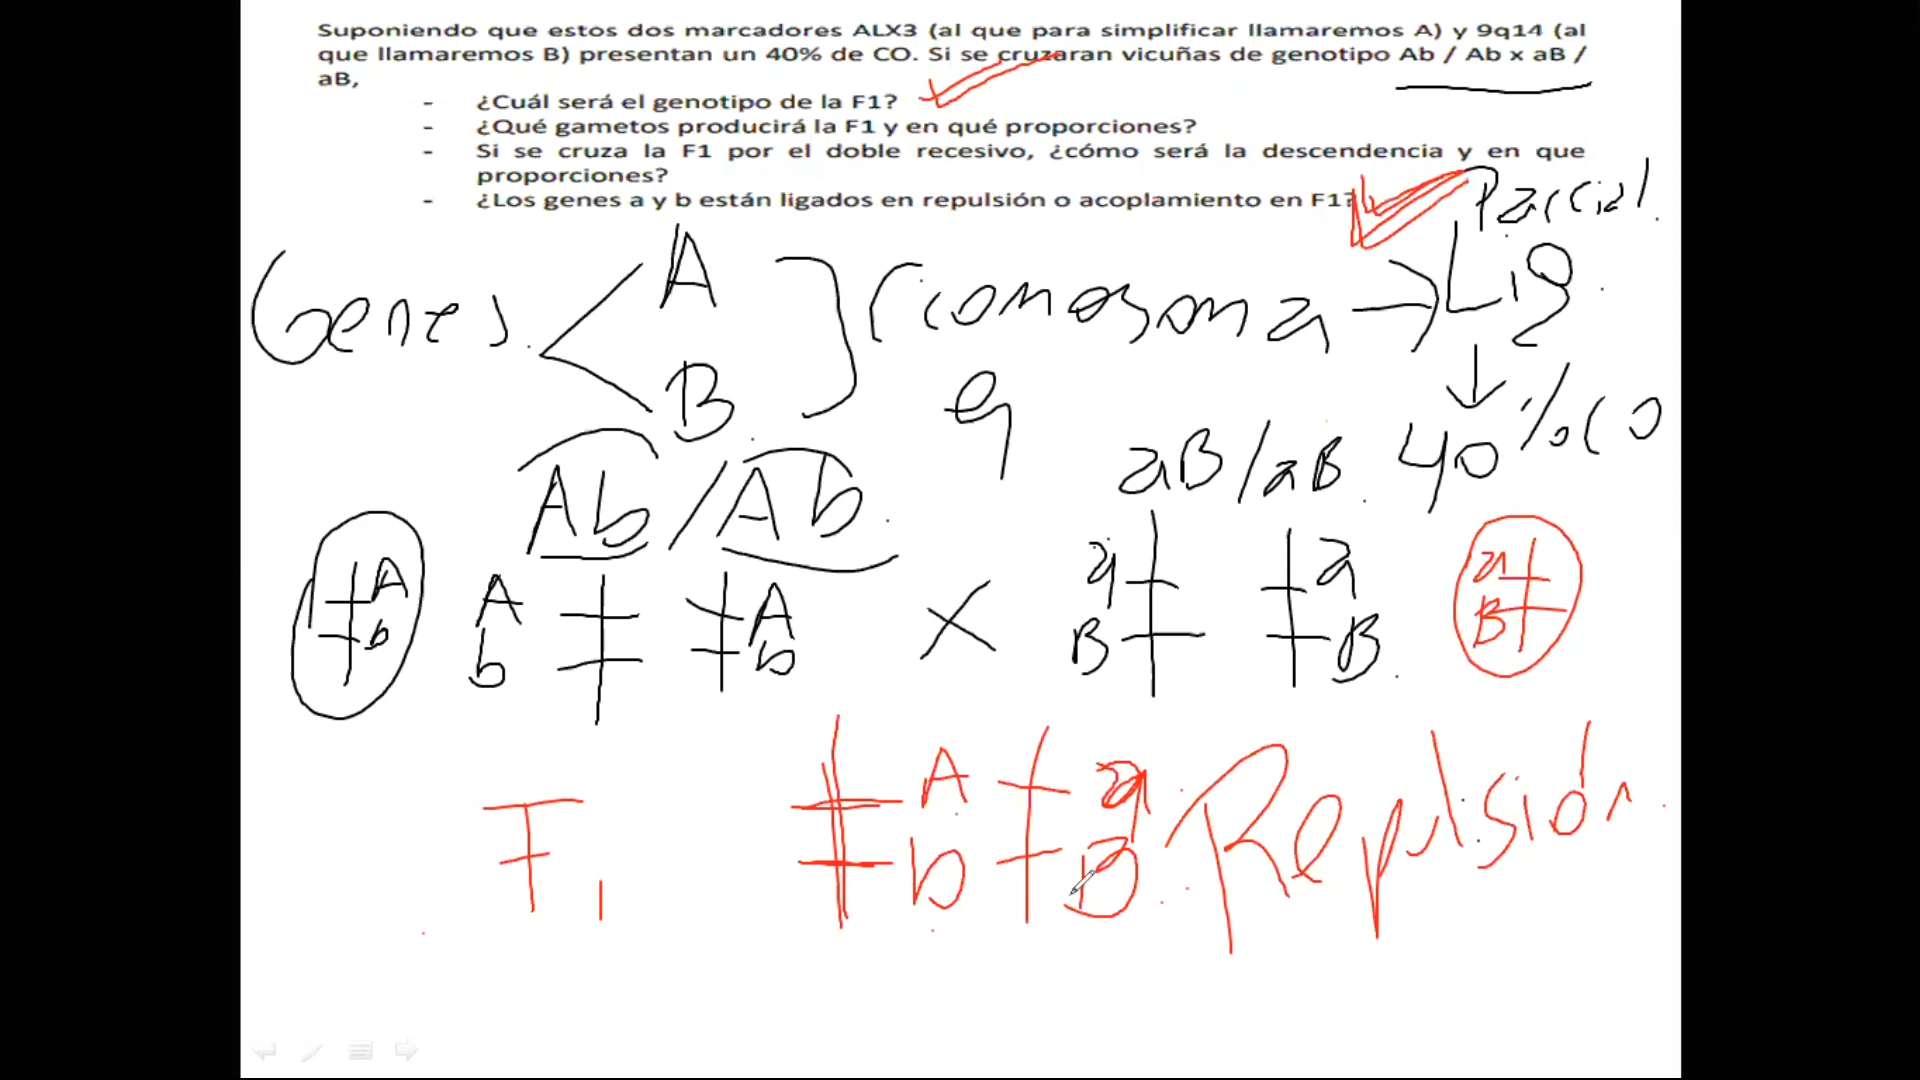 Suponiendo que estos dos marcadores ALX3 (al que para simplificar llamaremos A) y 9q14 (al
que llamaremos B) presentan un 40% de CO. Si se cruzaran vicuñas de genotipo Ab / Ab x aB /
aB,
- ¿Cuál será el genotipo de la F1?
- ¿Qué gametos producirá la F1 y en qué proporciones?
- Si se cruza la F1 por el doble recesivo, ¿cómo será la descendencia y en que
proporciones?
- ¿Los genes a y b están ligados en repulsión o acoplamiento en F1?
Parcial
Genes A B Cromosoma → Lig
9
40 % CO
Ab / Ab aB / aB
A b A b A b X a B a B a B
F1 A b a B Repulsión